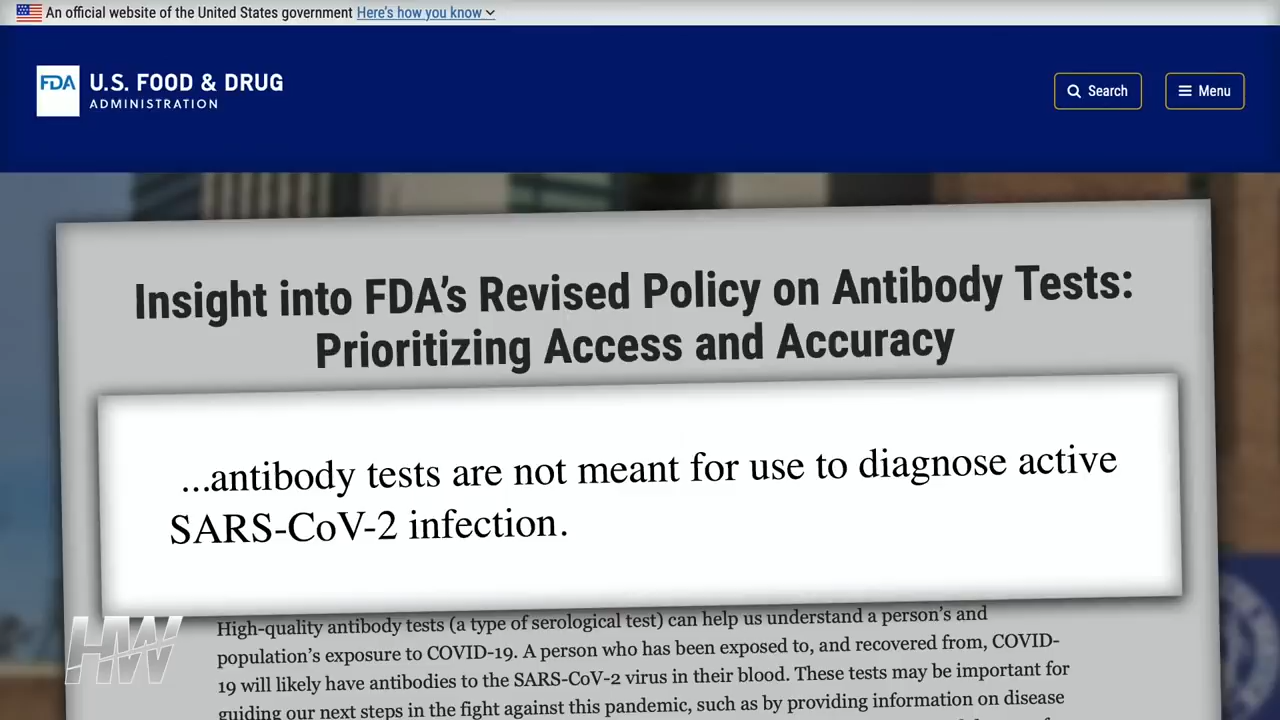 An official website of the United States government Here's how you know
FDA U.S. FOOD & DRUG
ADMINISTRATION
Search
Menu
Insight into FDA's Revised Policy on Antibody Tests:
Prioritizing Access and Accuracy
...antibody tests are not meant for use to diagnose active
SARS-CoV-2 infection.
High-quality antibody tests (a type of serological test) can help us understand a person's and
population's exposure to COVID-19. A person who has been exposed to, and recovered from, COVID-
19 will likely have antibodies to the SARS-CoV-2 virus in their blood. These tests may be important for
guiding our next steps in the fight against this pandemic, such as by providing information on disease
HW